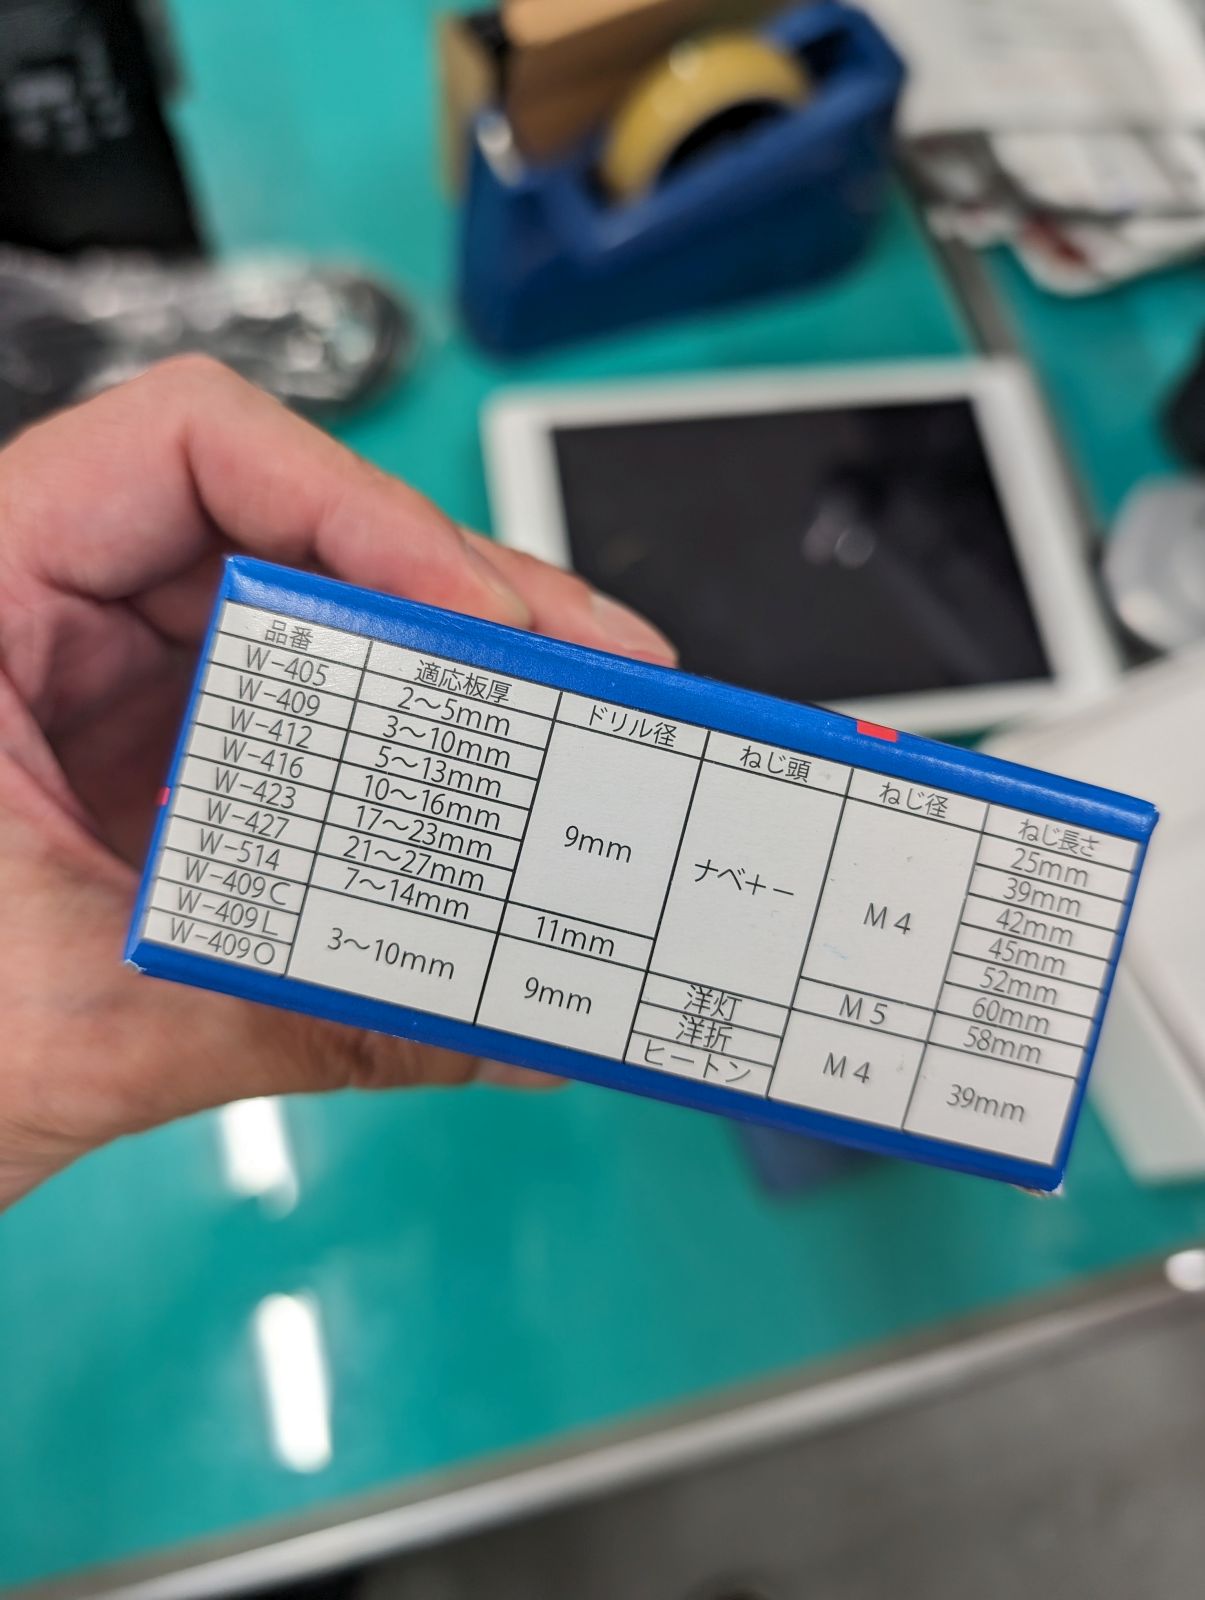 品番 適応板厚 ドリル径 ねじ頭 ねじ径 ねじ長さ
W-405 2〜5mm 9mm ナベ+− M4 25mm
W-409 3〜10mm 39mm
W-412 5〜13mm 42mm
W-416 10〜16mm 45mm
W-423 17〜23mm 52mm
W-427 21〜27mm 60mm
W-514 7〜14mm 11mm M5 58mm
W-409C 3〜10mm 9mm 洋灯 M4 39mm
W-409L 洋折
W-409O ヒートン